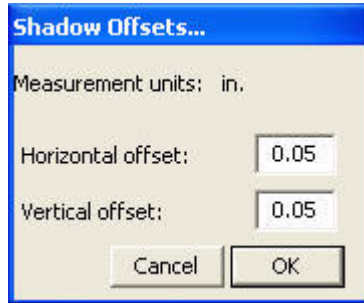 Shadow Offsets...
Measurement units: in.
Horizontal offset: 0.05
Vertical offset: 0.05
Cancel OK